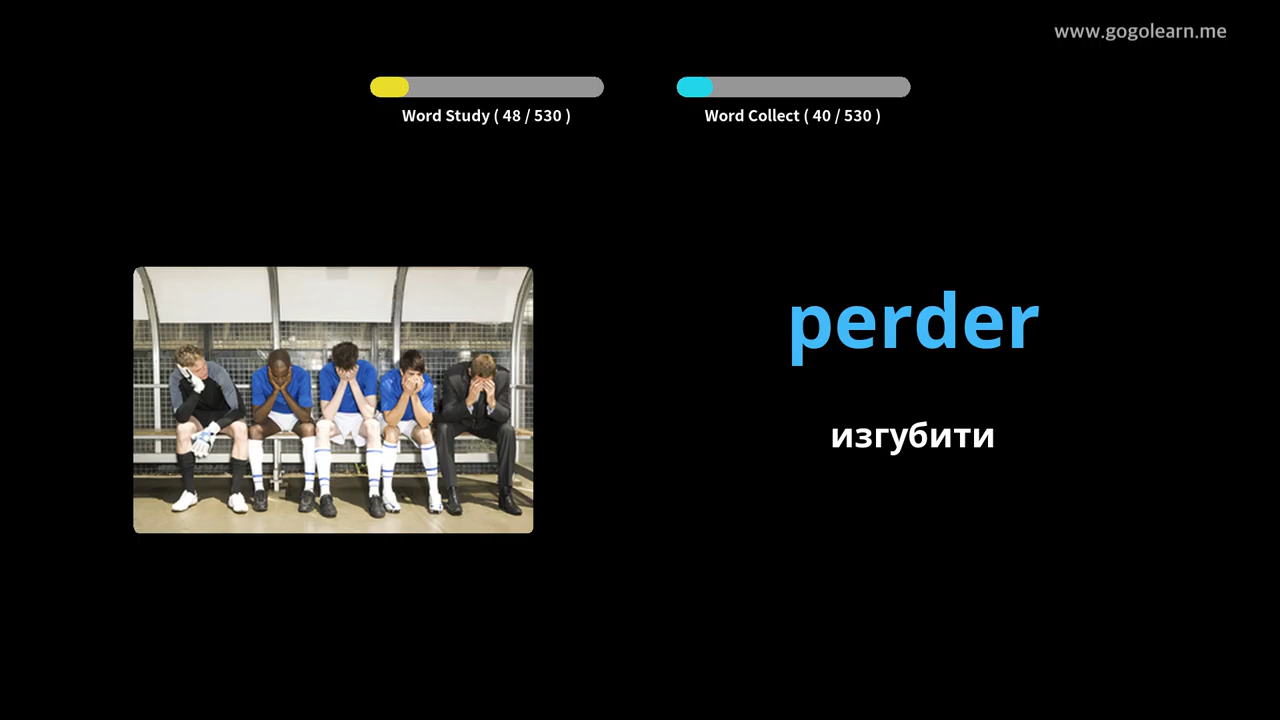 www.gogolearn.me
Word Study ( 48 / 530 )
Word Collect ( 40 / 530 )
perder
изгубити